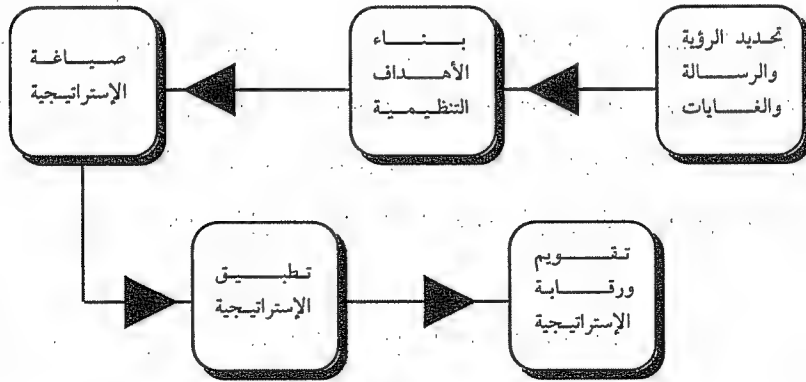 تحديد الرؤية
والرسالة
والغايات
بناء
الأهداف
التنظيمية
صياغة
الإستراتيجية
تطبيق
الإستراتيجية
تقويم
ورقابة
الإستراتيجية